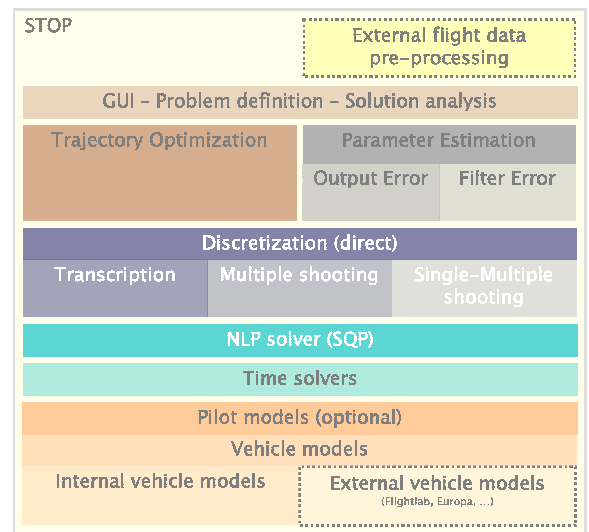 STOP
External flight data
pre-processing
GUI - Problem definition - Solution analysis
Trajectory Optimization
Parameter Estimation
Output Error
Filter Error
Discretization (direct)
Transcription
Multiple shooting
Single-Multiple
shooting
NLP solver (SQP)
Time solvers
Pilot models (optional)
Vehicle models
Internal vehicle models
External vehicle models
(Flightlab, Europa, ...)